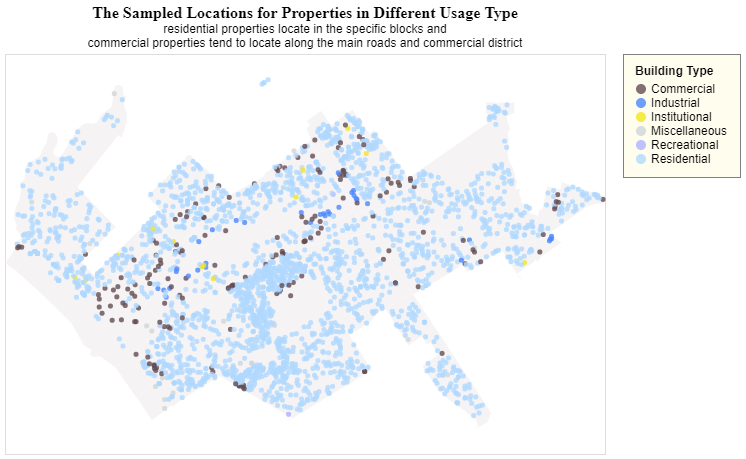 The Sampled Locations for Properties in Different Usage Type
residential properties locate in the specific blocks and
commercial properties tend to locate along the main roads and commercial district
Building Type
Commercial
Industrial
Institutional
Miscellaneous
Recreational
Residential